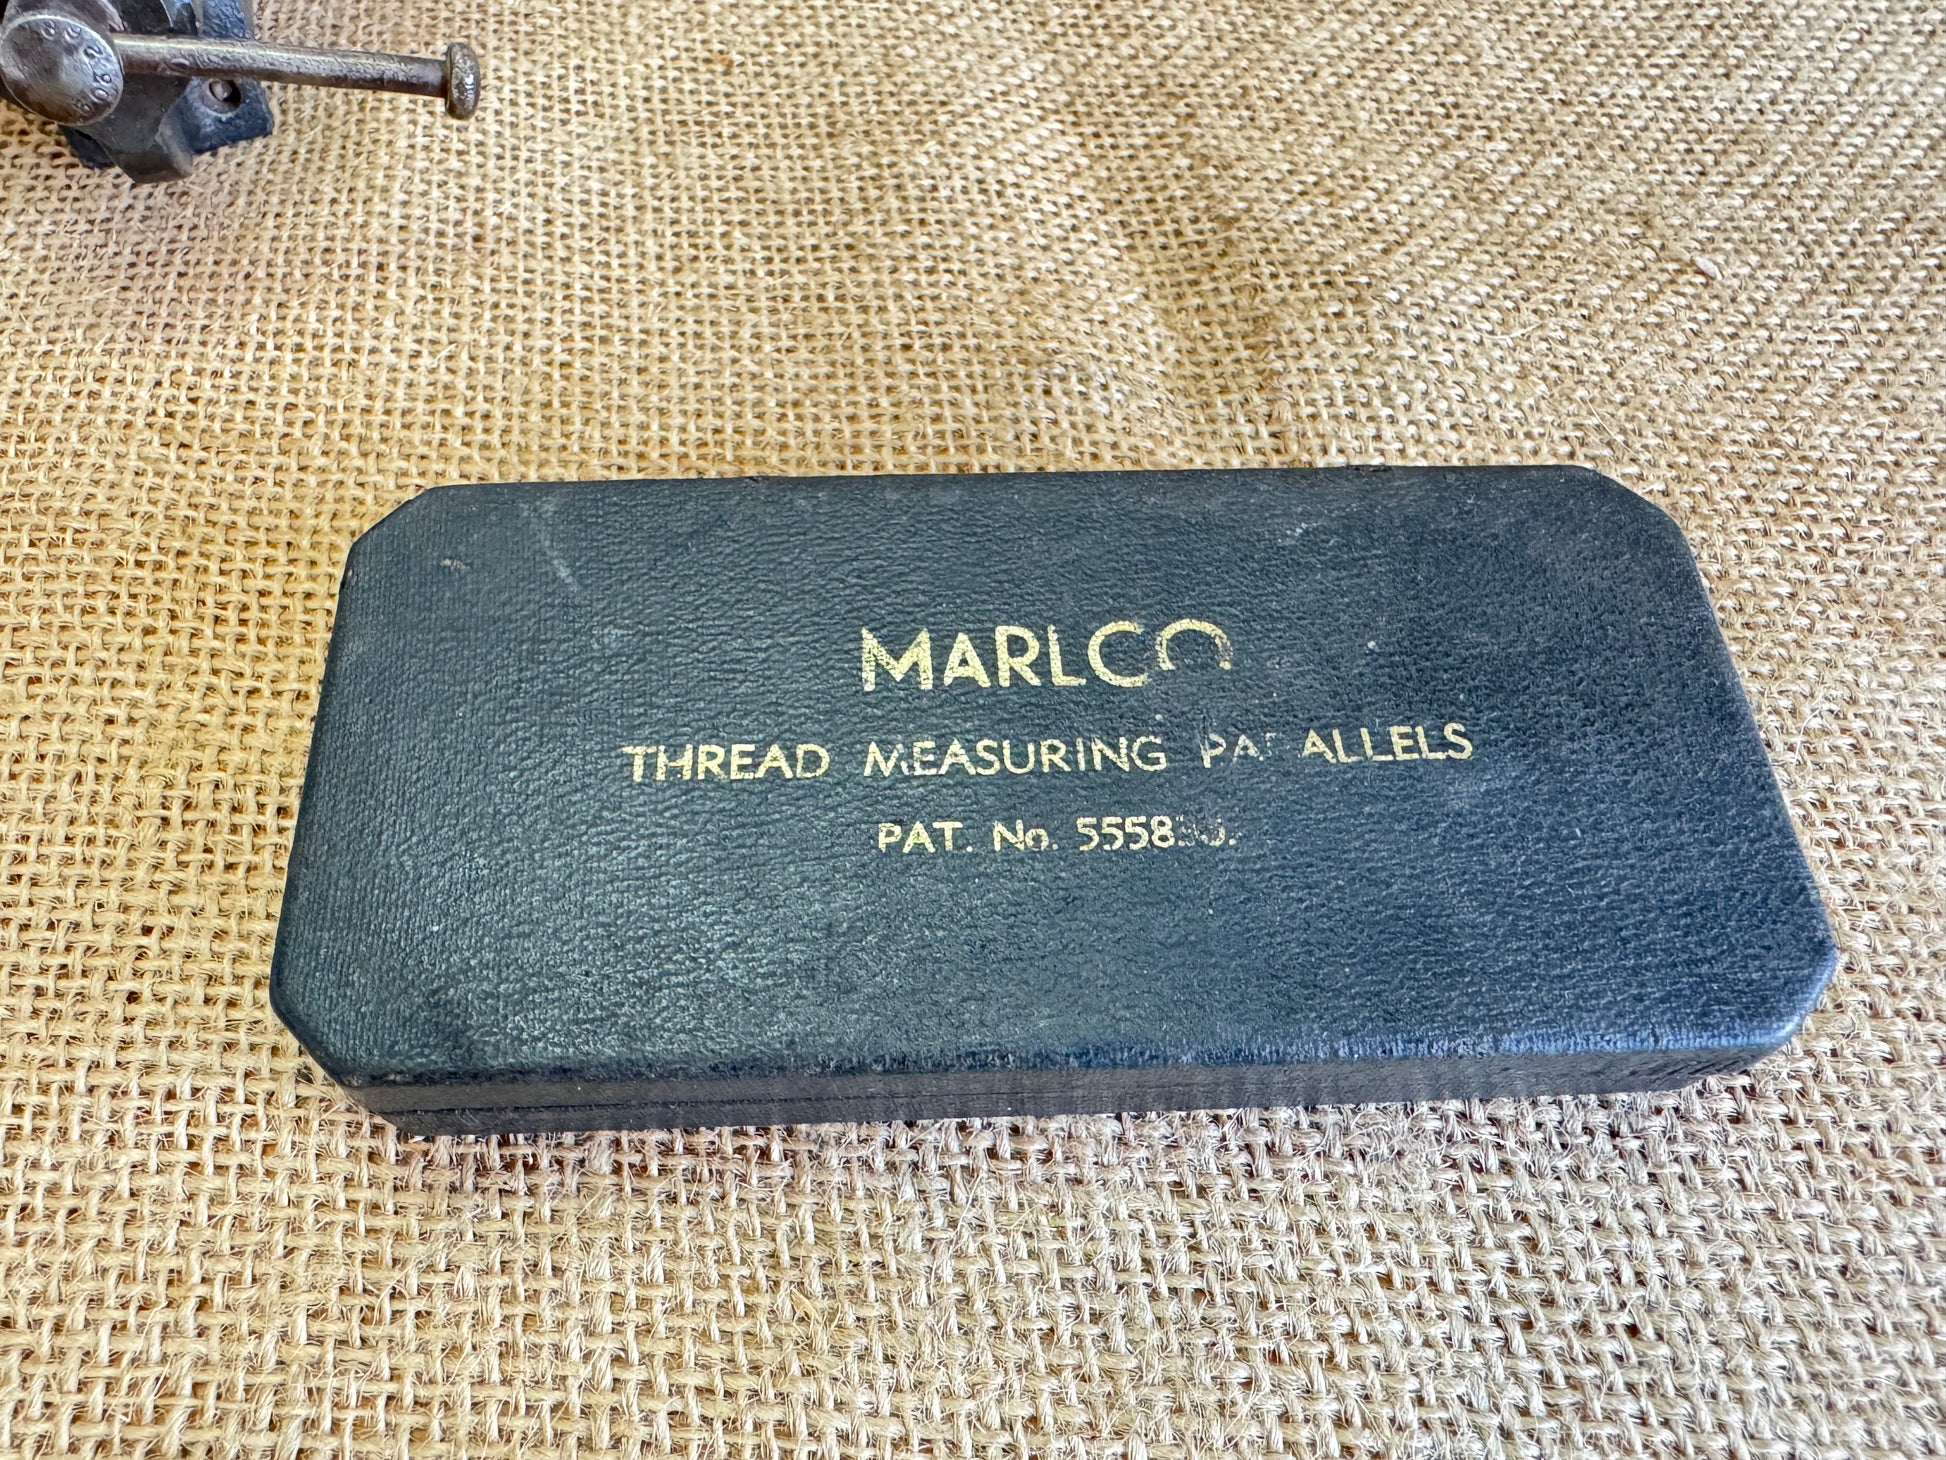 MARLCO
THREAD MEASURING PARALLELS
PAT. No.